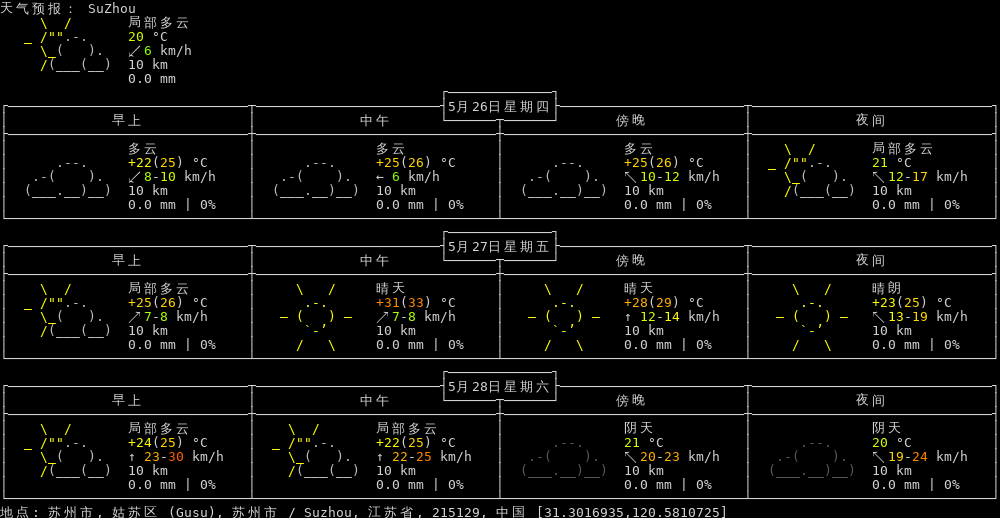 天气预报: SuZhou
局部多云
20 °C
↙6 km/h
10 km
0.0 mm
5月26日星期四
早上 中午 傍晚 夜间
多云 多云 多云 局部多云
+22(25) °C +25(26) °C +25(26) °C 21 °C
↙8-10 km/h ← 6 km/h ↖10-12 km/h ↖12-17 km/h
10 km 10 km 10 km 10 km
0.0 mm | 0% 0.0 mm | 0% 0.0 mm | 0% 0.0 mm | 0%
5月27日星期五
早上 中午 傍晚 夜间
局部多云 晴天 晴天 晴朗
+25(26) °C +31(33) °C +28(29) °C +23(25) °C
↗7-8 km/h ↗7-8 km/h ↑ 12-14 km/h ↖13-19 km/h
10 km 10 km 10 km 10 km
0.0 mm | 0% 0.0 mm | 0% 0.0 mm | 0% 0.0 mm | 0%
5月28日星期六
早上 中午 傍晚 夜间
局部多云 局部多云 阴天 阴天
+24(25) °C +22(25) °C 21 °C 20 °C
↑ 23-30 km/h ↑ 22-25 km/h ↖20-23 km/h ↖19-24 km/h
10 km 10 km 10 km 10 km
0.0 mm | 0% 0.0 mm | 0% 0.0 mm | 0% 0.0 mm | 0%
地点: 苏州市, 姑苏区 (Gusu), 苏州市 / Suzhou, 江苏省, 215129, 中国 [31.3016935,120.5810725]